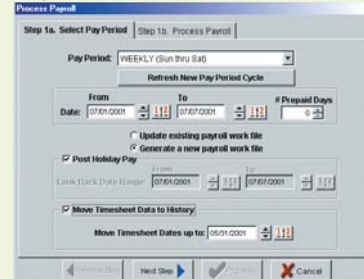 Process Payroll
Step 1a. Select Pay Period Step 1b. Process Payroll
Pay Period: WEEKLY (Sun thru Sat)
Refresh New Pay Period Cycle
From To # Prepaid Days
Date: 07/01/2001 07/07/2001 0
Update existing payroll work file
Generate a new payroll work file
Post Holiday Pay
From To
Look Back Date Range: 07/01/2001 07/07/2001
Move Timesheet Data to History
Move Timesheet Dates up to: 05/31/2001
Previous Step Next Step Process Cancel